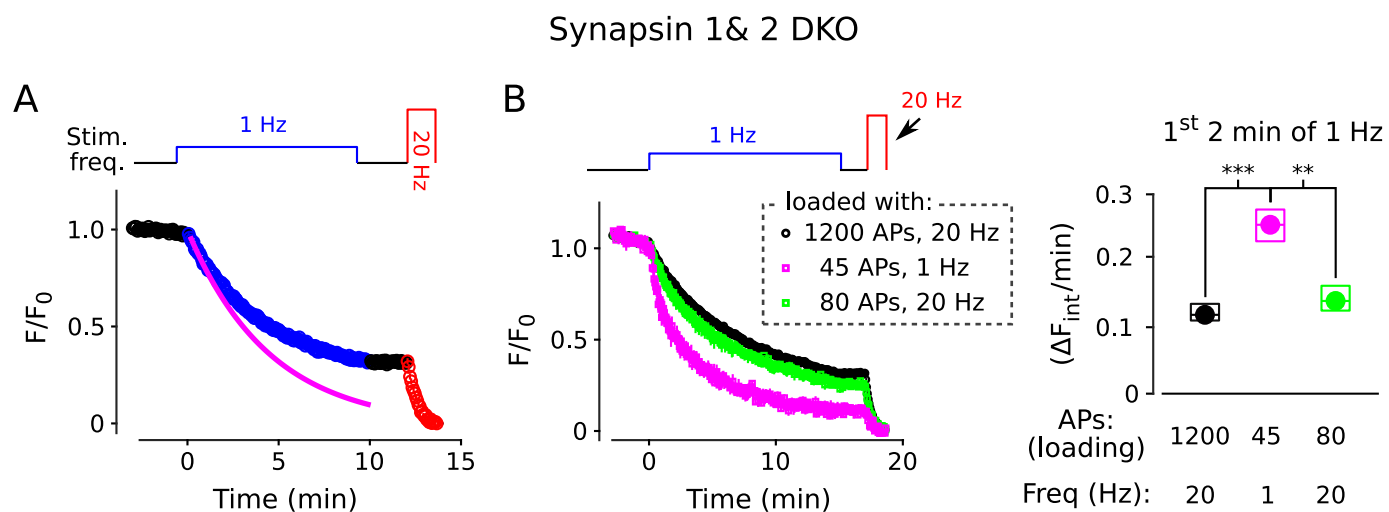 Synapsin 1& 2 DKO
A
Stim.
freq.
1 Hz
20 Hz
F/F0
1.0
0.5
0
0
5
10
15
Time (min)
B
1 Hz
20 Hz
loaded with:
1200 APs, 20 Hz
45 APs, 1 Hz
80 APs, 20 Hz
F/F0
1.0
0.5
0
0
10
20
Time (min)
1st 2 min of 1 Hz
***
**
(ΔFint/min)
0.3
0.2
0.1
0
APs:
(loading)
1200
45
80
Freq (Hz):
20
1
20